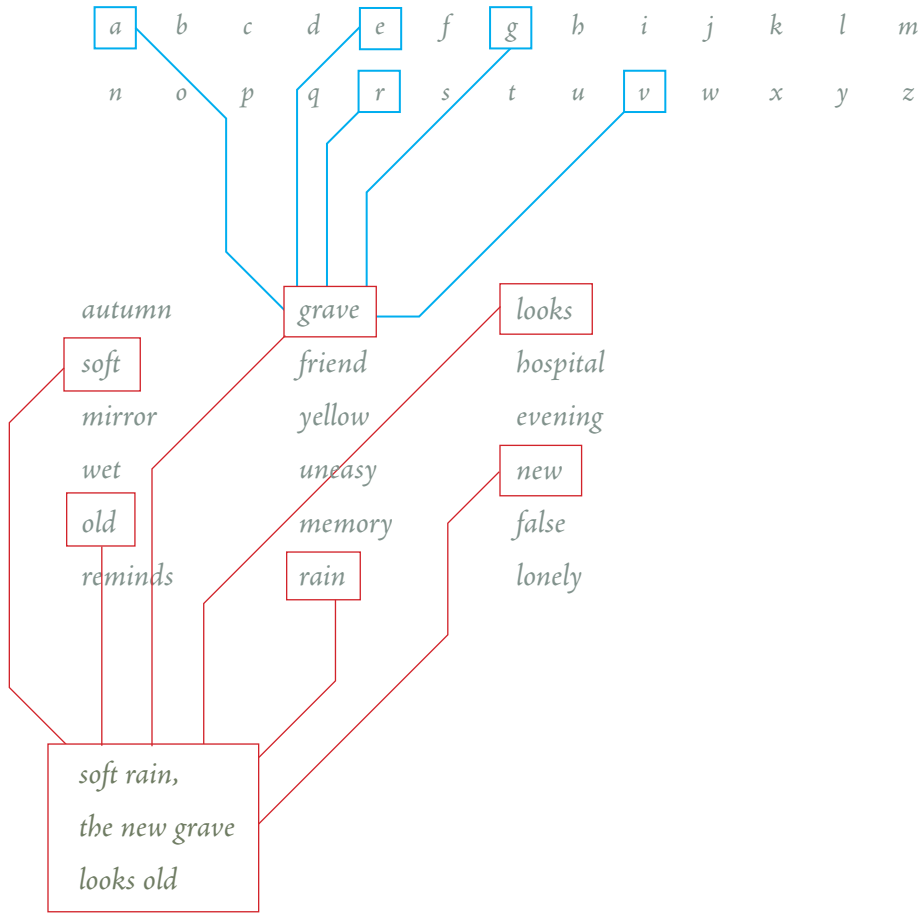 a b c d e f g h i j k l m
n o p q r s t u v w x y z
autumn grave looks
soft friend hospital
mirror yellow evening
wet uneasy new
old memory false
reminds rain lonely
soft rain,
the new grave
looks old